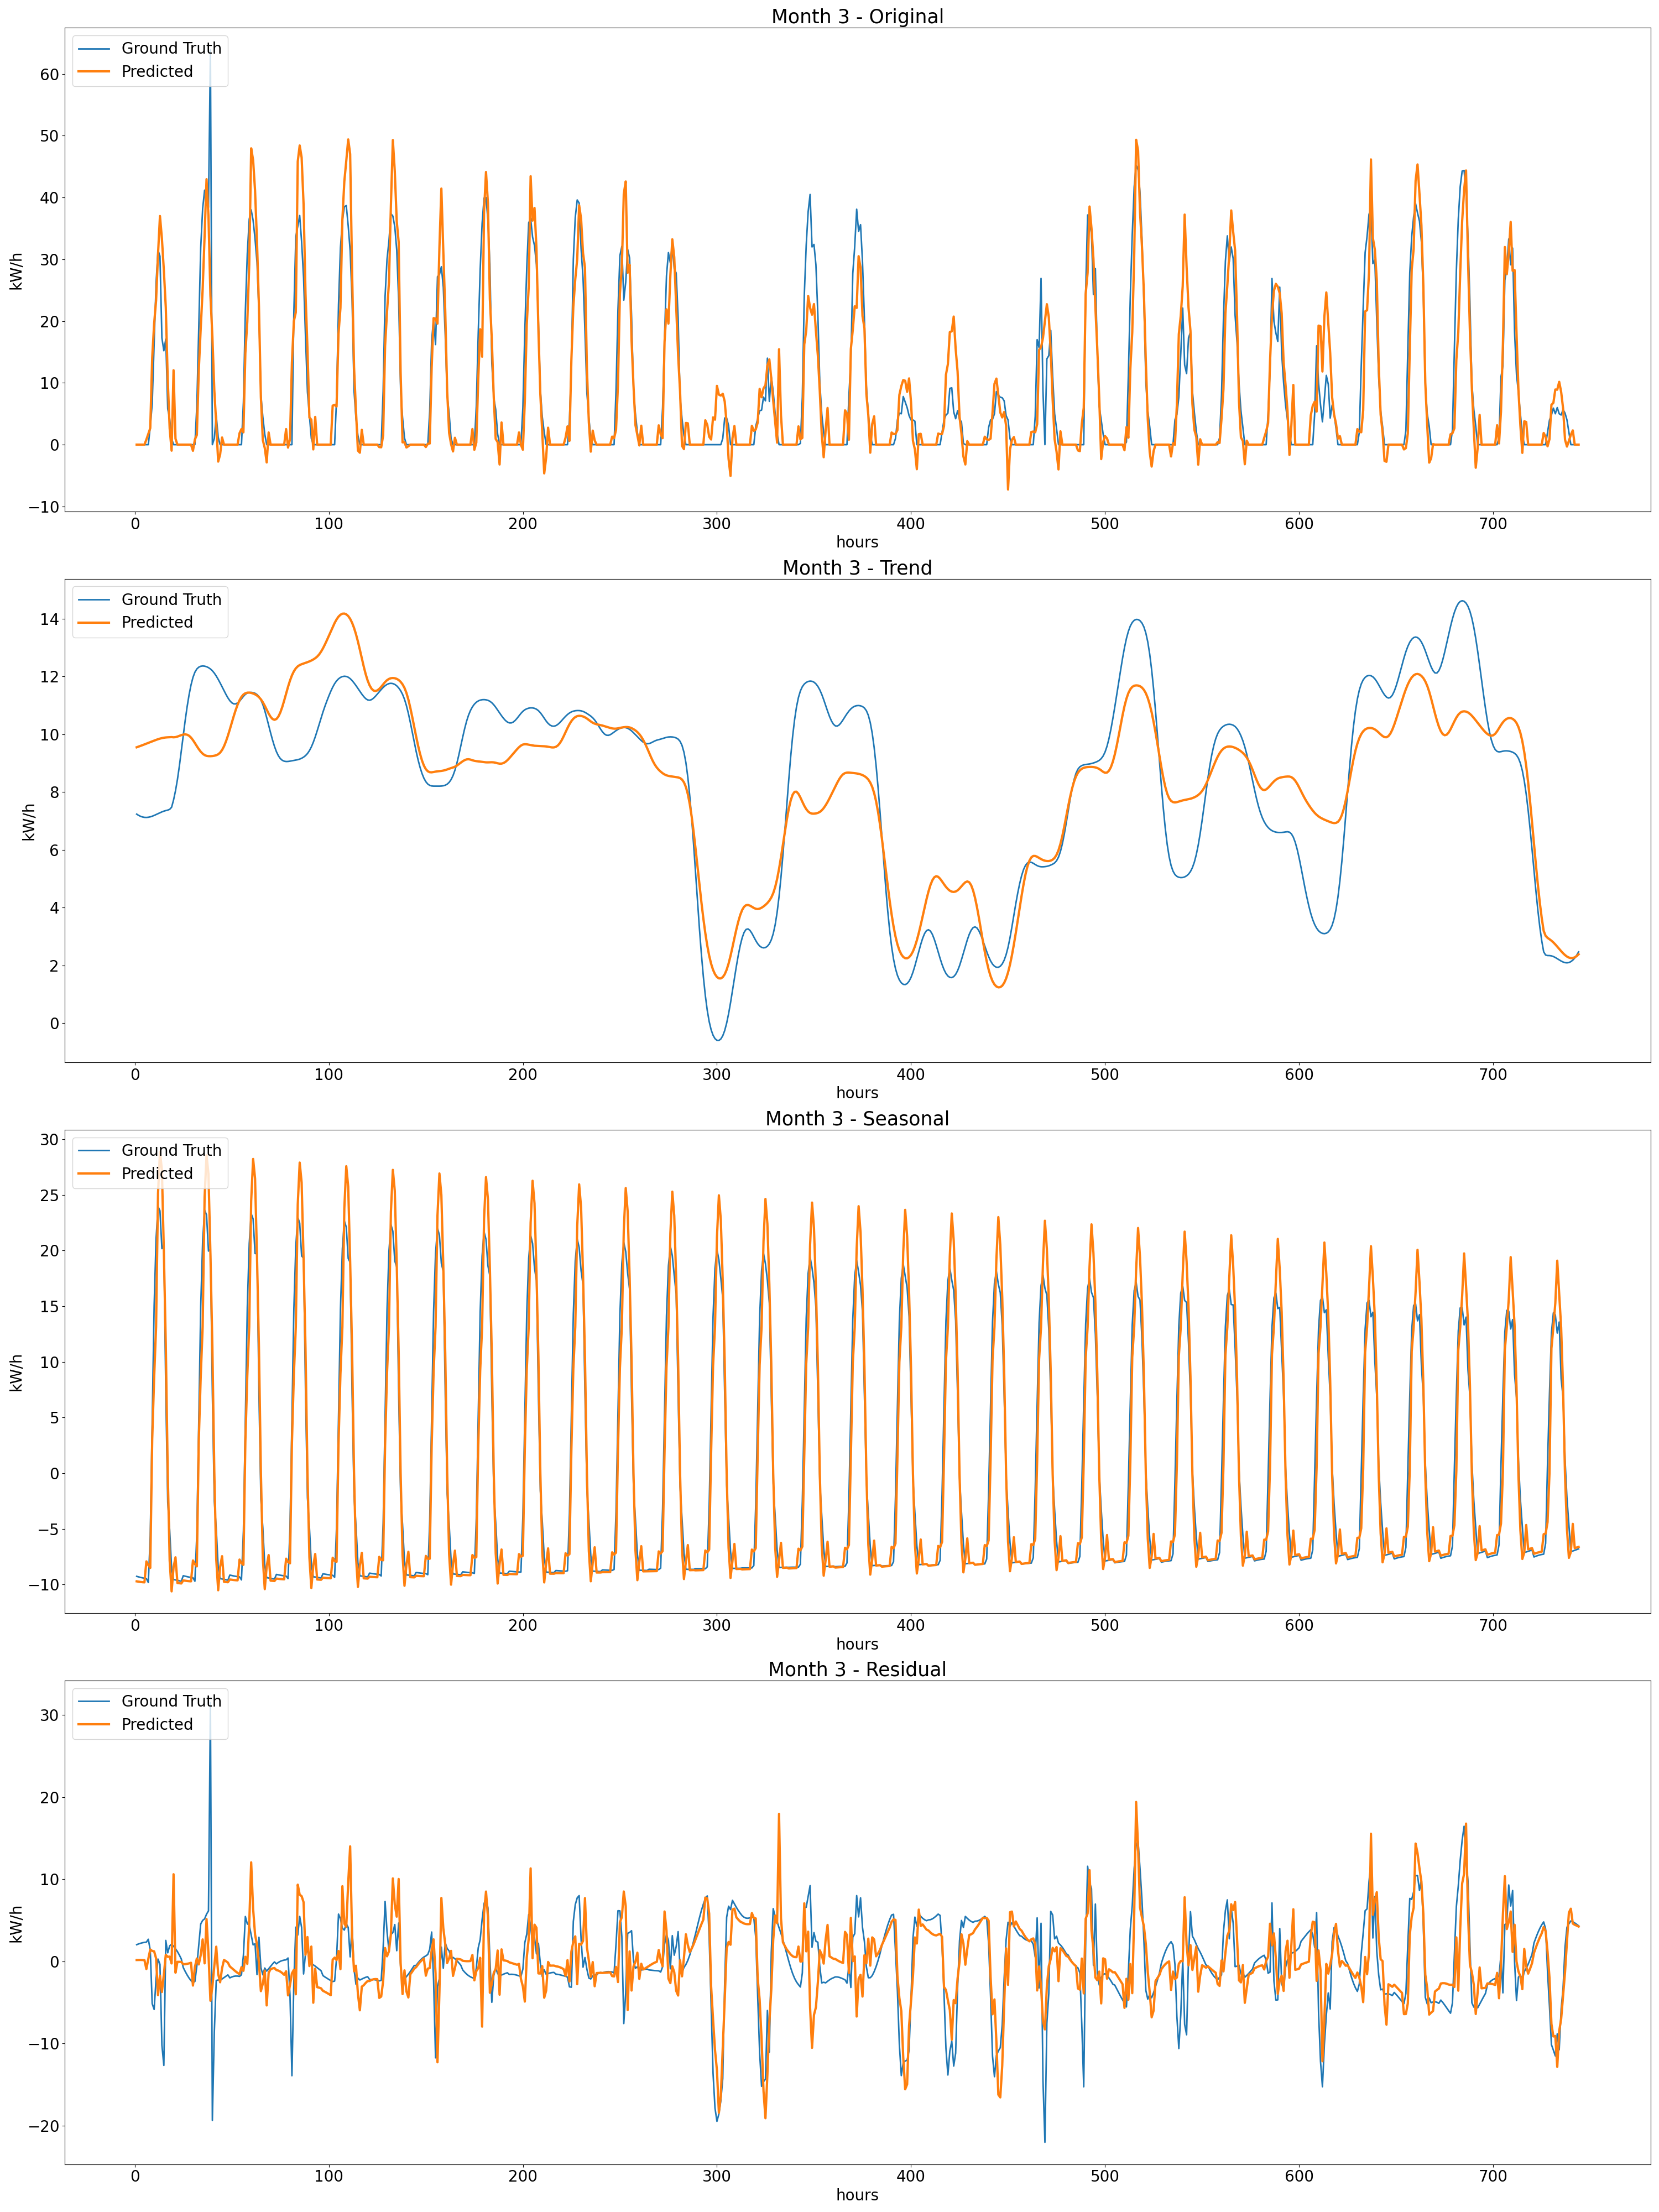 Month 3 - Original
Ground Truth
Predicted
60
50
40
30
20
10
0
−10
kW/h
0 100 200 300 400 500 600 700
hours
Month 3 - Trend
Ground Truth
Predicted
14
12
10
8
6
4
2
0
kW/h
0 100 200 300 400 500 600 700
hours
Month 3 - Seasonal
Ground Truth
Predicted
30
25
20
15
10
5
0
−5
−10
kW/h
0 100 200 300 400 500 600 700
hours
Month 3 - Residual
Ground Truth
Predicted
30
20
10
0
−10
−20
kW/h
0 100 200 300 400 500 600 700
hours